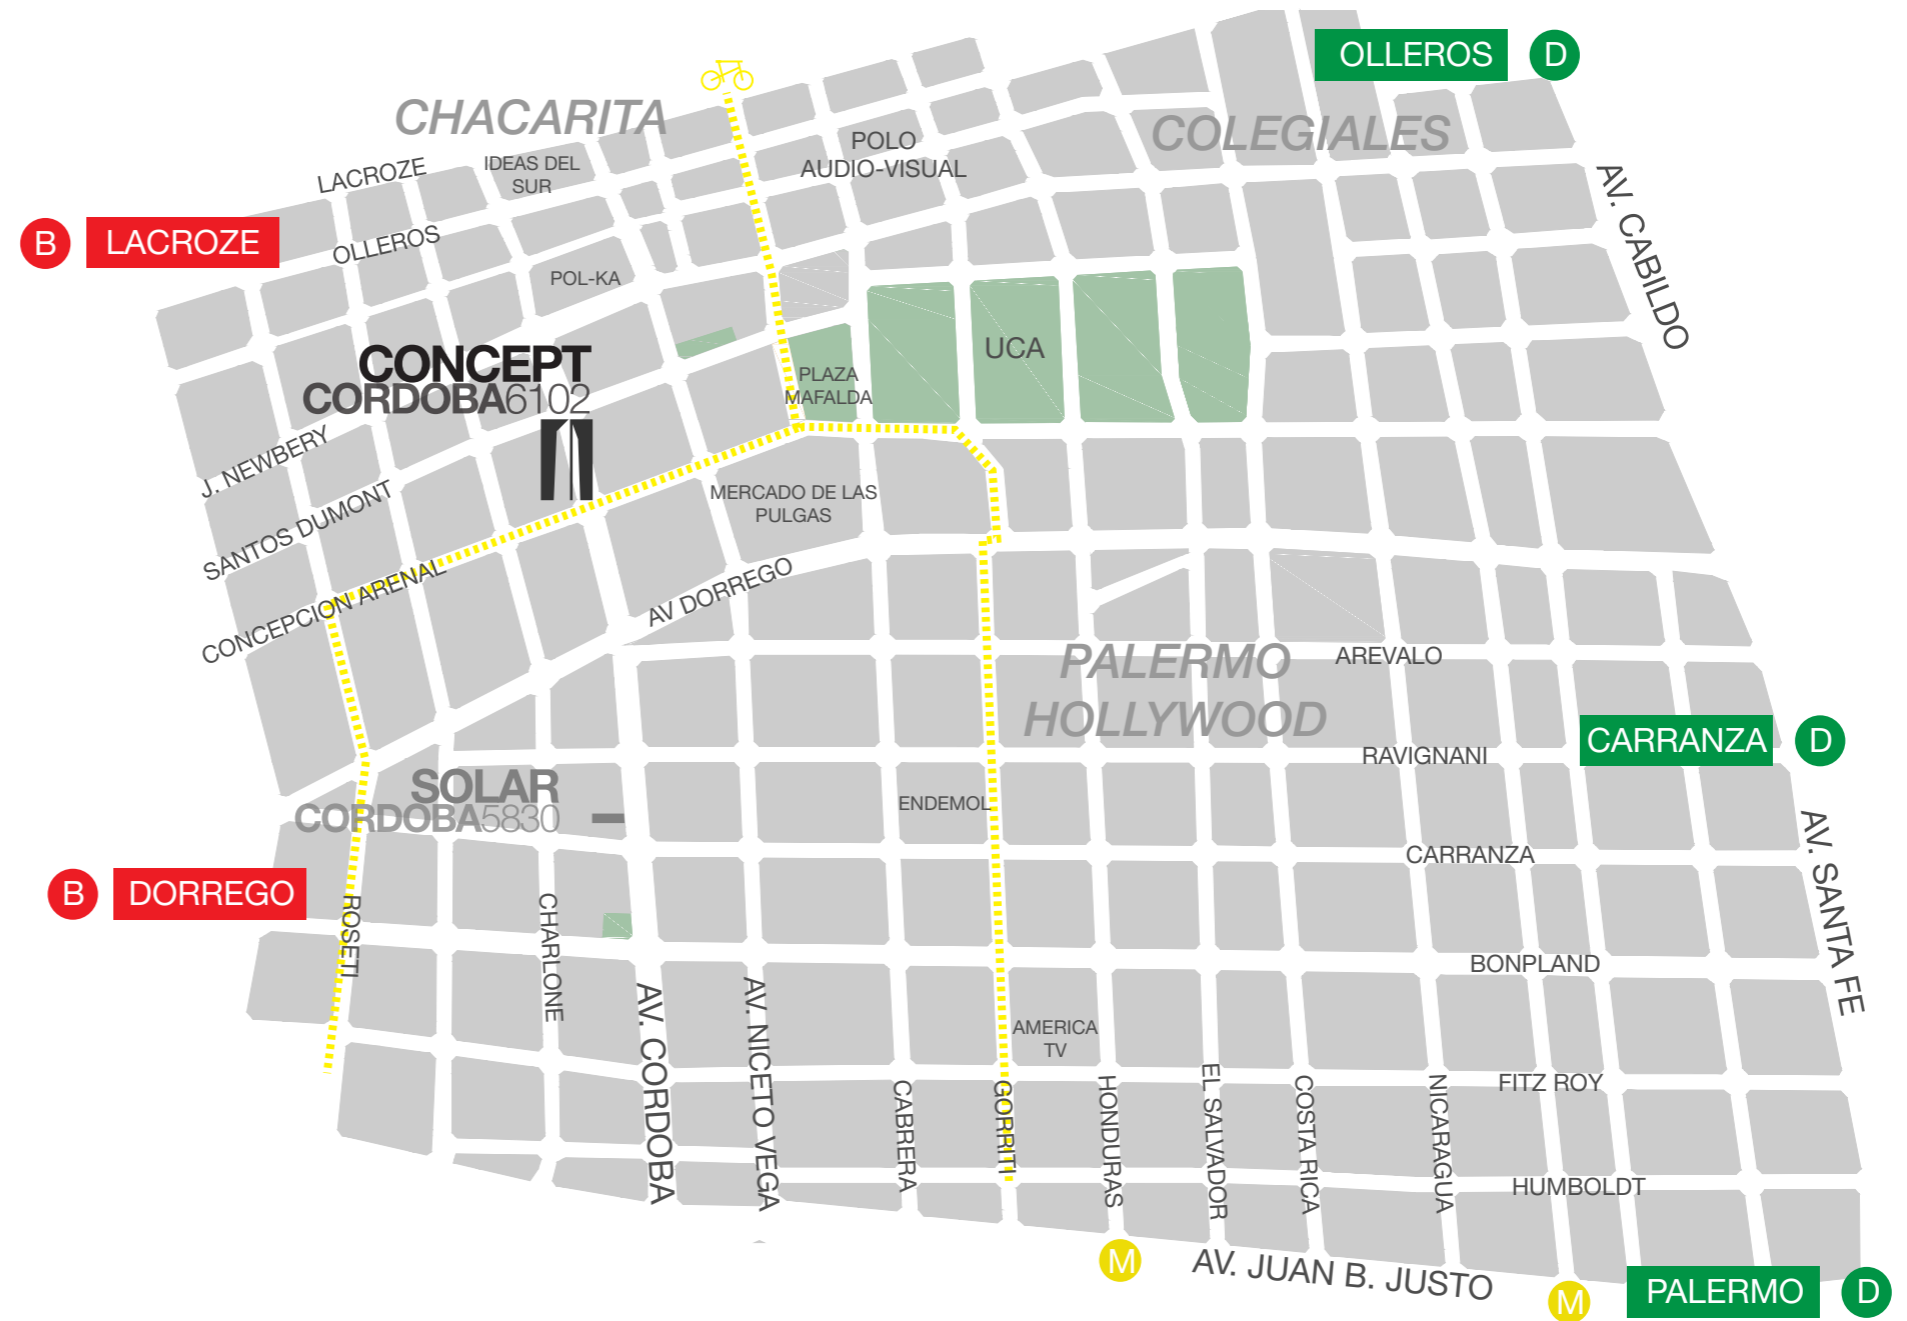 OLLEROS D
CHACARITA
COLEGIALES
POLO
AUDIO-VISUAL
LACROZE
IDEAS DEL
SUR
AV. CABILDO
B LACROZE
OLLEROS
POL-KA
UCA
CONCEPT
CORDOBA6102
PLAZA
MAFALDA
J. NEWBERY
SANTOS DUMONT
MERCADO DE LAS
PULGAS
CONCEPCION ARENAL
AV DORREGO
PALERMO
HOLLYWOOD
AREVALO
RAVIGNANI
CARRANZA D
SOLAR
CORDOBA5830
ENDEMOL
CARRANZA
AV. SANTA FE
B DORREGO
ROSETI
CHARLONE
BONPLAND
AV. CORDOBA
AV. NICETO VEGA
AMERICA
TV
CABRERA
GORRITI
HONDURAS
EL SALVADOR
COSTA RICA
NICARAGUA
FITZ ROY
HUMBOLDT
M
AV. JUAN B. JUSTO
M
PALERMO D